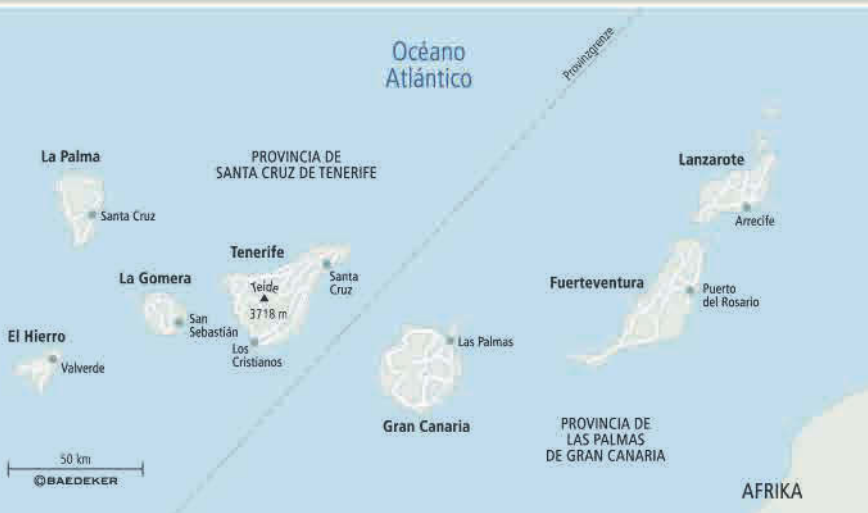 Océano
Atlántico
Provinzgrenze
La Palma
PROVINCIA DE
SANTA CRUZ DE TENERIFE
Lanzarote
Santa Cruz
Arrecife
Tenerife
La Gomera
Teide
3718 m
Santa
Cruz
Fuerteventura
Puerto
del Rosario
San
Sebastián
El Hierro
Valverde
Los
Cristianos
Las Palmas
Gran Canaria
PROVINCIA DE
LAS PALMAS
DE GRAN CANARIA
50 km
©BAEDEKER
AFRIKA